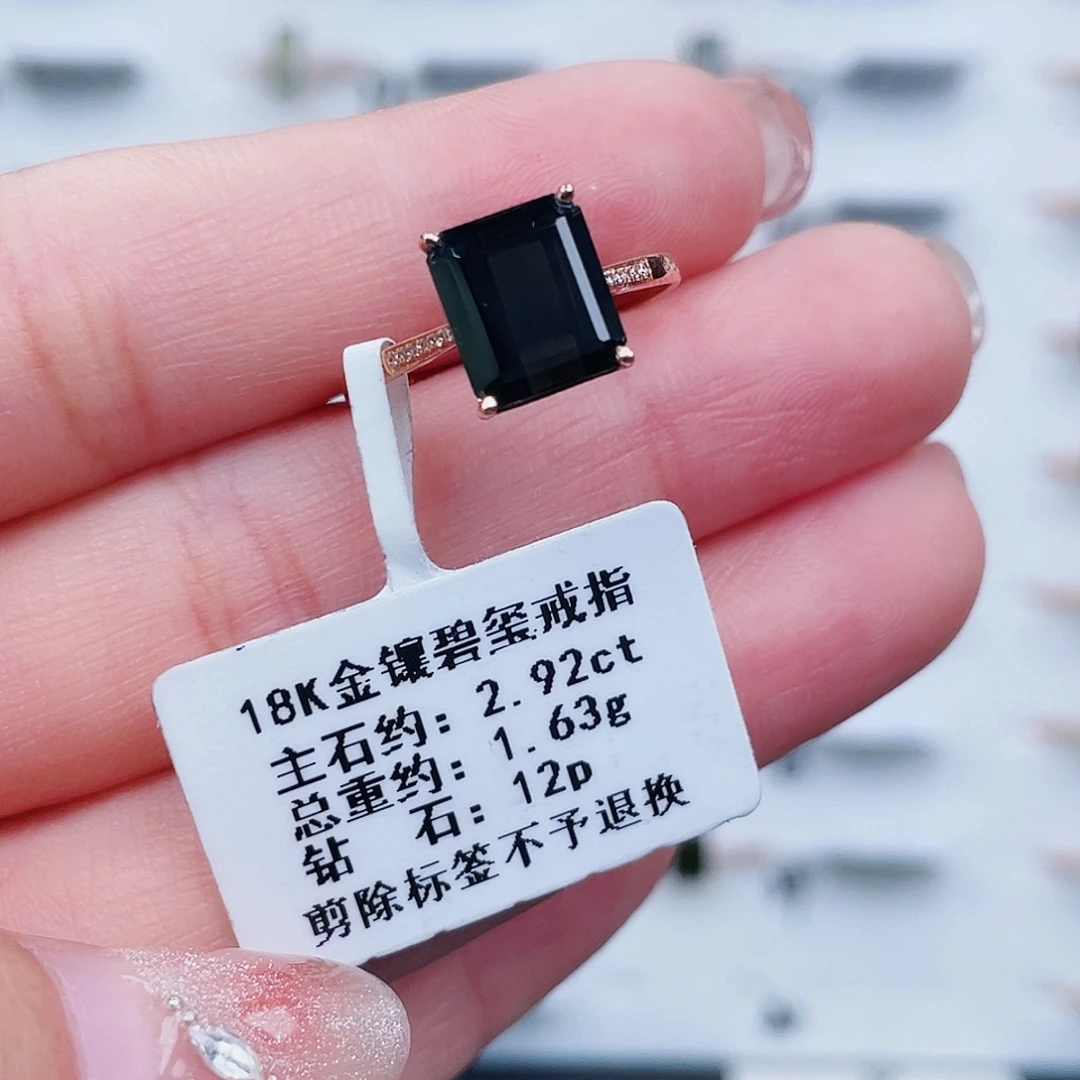 18K金镶碧玺戒指
主石约：2.92ct
总重约：1.63g
钻　石：12p
剪除标签不予退换